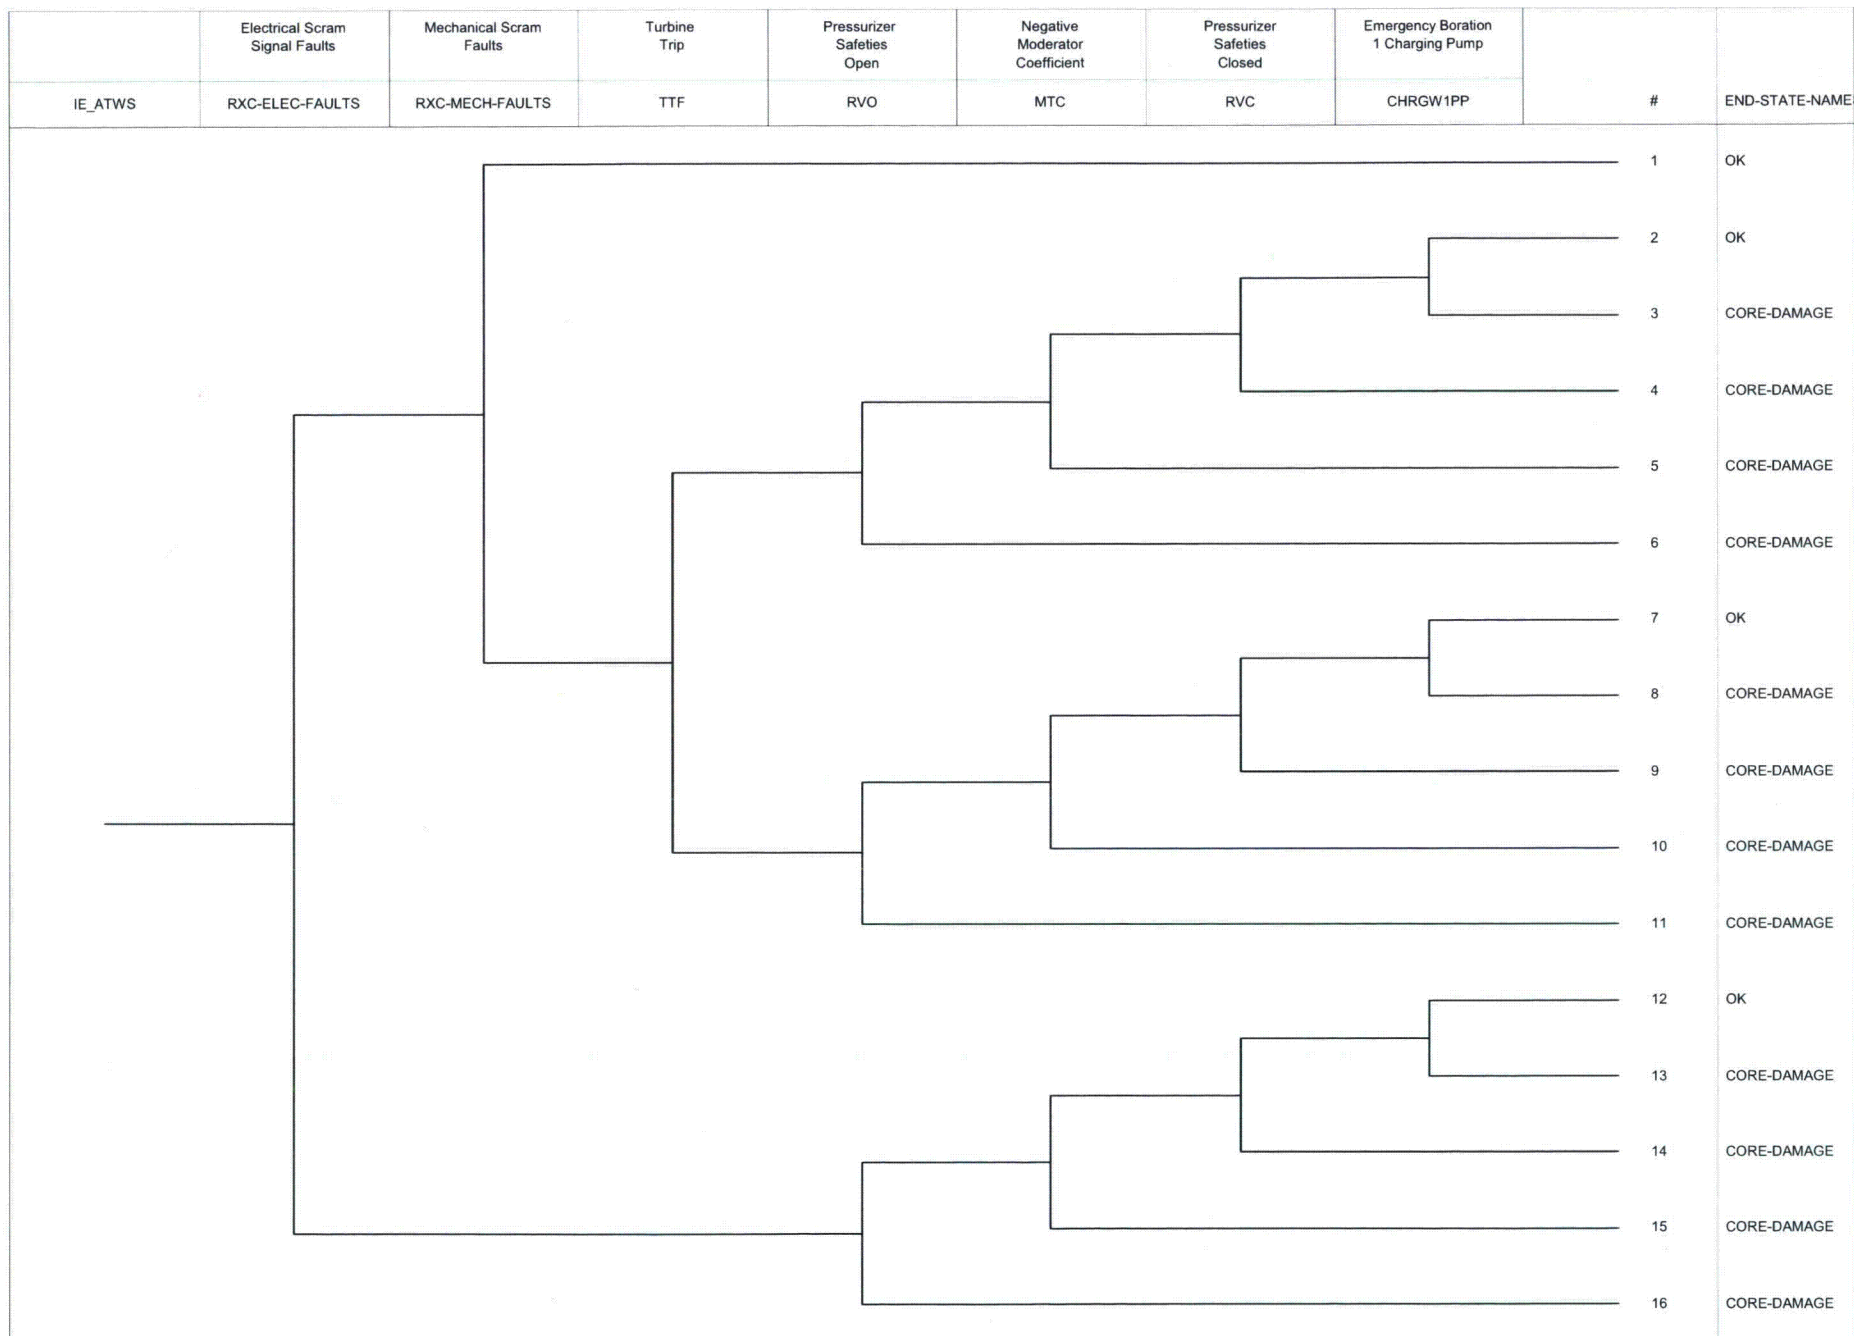 Electrical Scram
Signal Faults
Mechanical Scram
Faults
Turbine
Trip
Pressurizer
Safeties
Open
Negative
Moderator
Coefficient
Pressurizer
Safeties
Closed
Emergency Boration
1 Charging Pump
IE_ATWS
RXC-ELEC-FAULTS
RXC-MECH-FAULTS
TTF
RVO
MTC
RVC
CHRGW1PP
#
END-STATE-NAMES
1 OK
2 OK
3 CORE-DAMAGE
4 CORE-DAMAGE
5 CORE-DAMAGE
6 CORE-DAMAGE
7 OK
8 CORE-DAMAGE
9 CORE-DAMAGE
10 CORE-DAMAGE
11 CORE-DAMAGE
12 OK
13 CORE-DAMAGE
14 CORE-DAMAGE
15 CORE-DAMAGE
16 CORE-DAMAGE